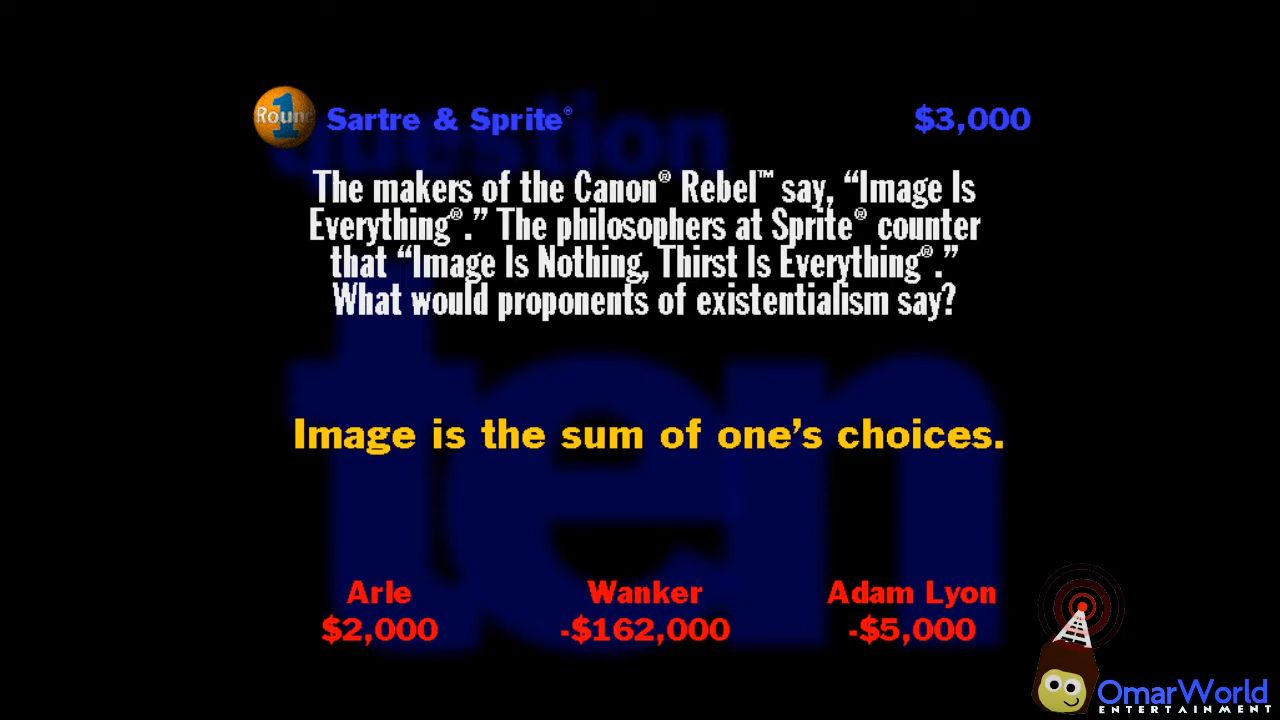 Round 1 Sartre & Sprite® $3,000
question
The makers of the Canon® Rebel™ say, “Image Is
Everything®.” The philosophers at Sprite® counter
that “Image Is Nothing, Thirst Is Everything®.”
What would proponents of existentialism say?
ten
Image is the sum of one’s choices.
Arle Wanker Adam Lyon
$2,000 -$162,000 -$5,000
OmarWorld
ENTERTAINMENT